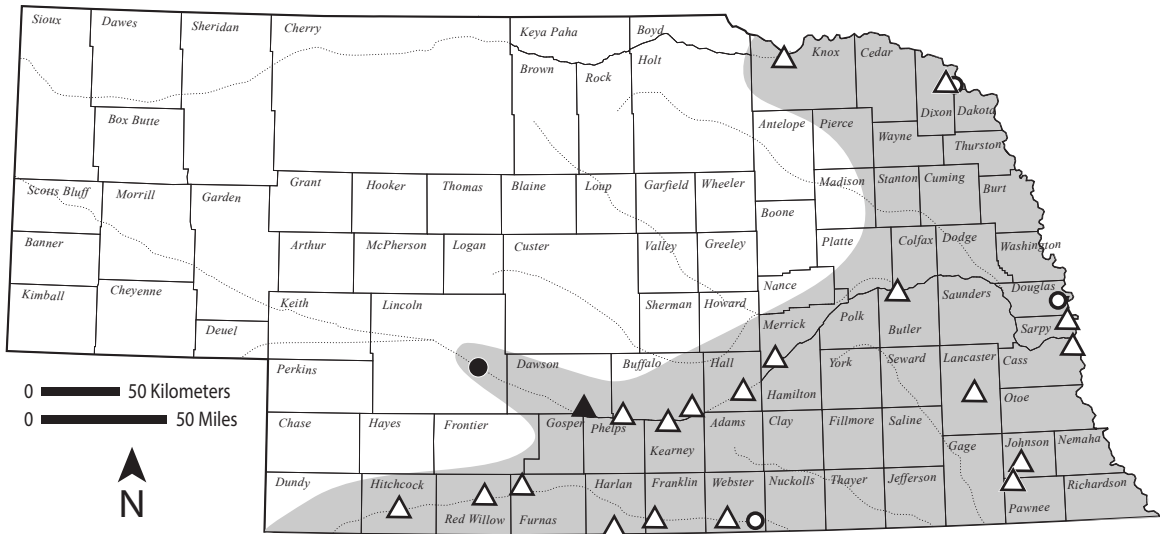 Sioux
Dawes
Sheridan
Cherry
Keya Paha
Boyd
Knox
Cedar
Brown
Rock
Holt
Dixon
Dakota
Box Butte
Antelope
Pierce
Wayne
Thurston
Scotts Bluff
Morrill
Garden
Grant
Hooker
Thomas
Blaine
Loup
Garfield
Wheeler
Madison
Stanton
Cuming
Burt
Boone
Banner
Arthur
McPherson
Logan
Custer
Valley
Greeley
Platte
Colfax
Dodge
Washington
Kimball
Cheyenne
Keith
Lincoln
Sherman
Howard
Nance
Saunders
Douglas
Deuel
Merrick
Polk
Butler
Sarpy
Perkins
Dawson
Buffalo
Hall
Hamilton
York
Seward
Lancaster
Cass
0 50 Kilometers
0 50 Miles
Otoe
Chase
Hayes
Frontier
Gosper
Phelps
Kearney
Adams
Clay
Fillmore
Saline
Gage
Johnson
Nemaha
N
Dundy
Hitchcock
Red Willow
Furnas
Harlan
Franklin
Webster
Nuckolls
Thayer
Jefferson
Pawnee
Richardson